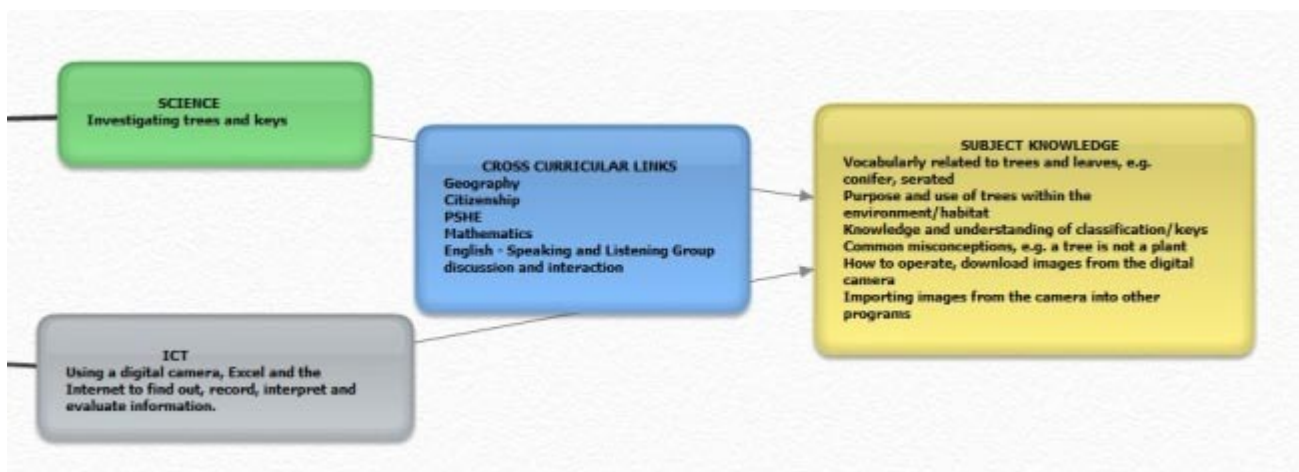 SCIENCE
Investigating trees and keys
CROSS CURRICULAR LINKS
Geography
Citizenship
PSHE
Mathematics
English - Speaking and Listening Group
discussion and interaction
SUBJECT KNOWLEDGE
Vocabularly related to trees and leaves, e.g.
conifer, serated
Purpose and use of trees within the
environment/habitat
Knowledge and understanding of classification/keys
Common misconceptions, e.g. a tree is not a plant
How to operate, download images from the digital
camera
Importing images from the camera into other
programs
ICT
Using a digital camera, Excel and the
Internet to find out, record, interpret and
evaluate information.